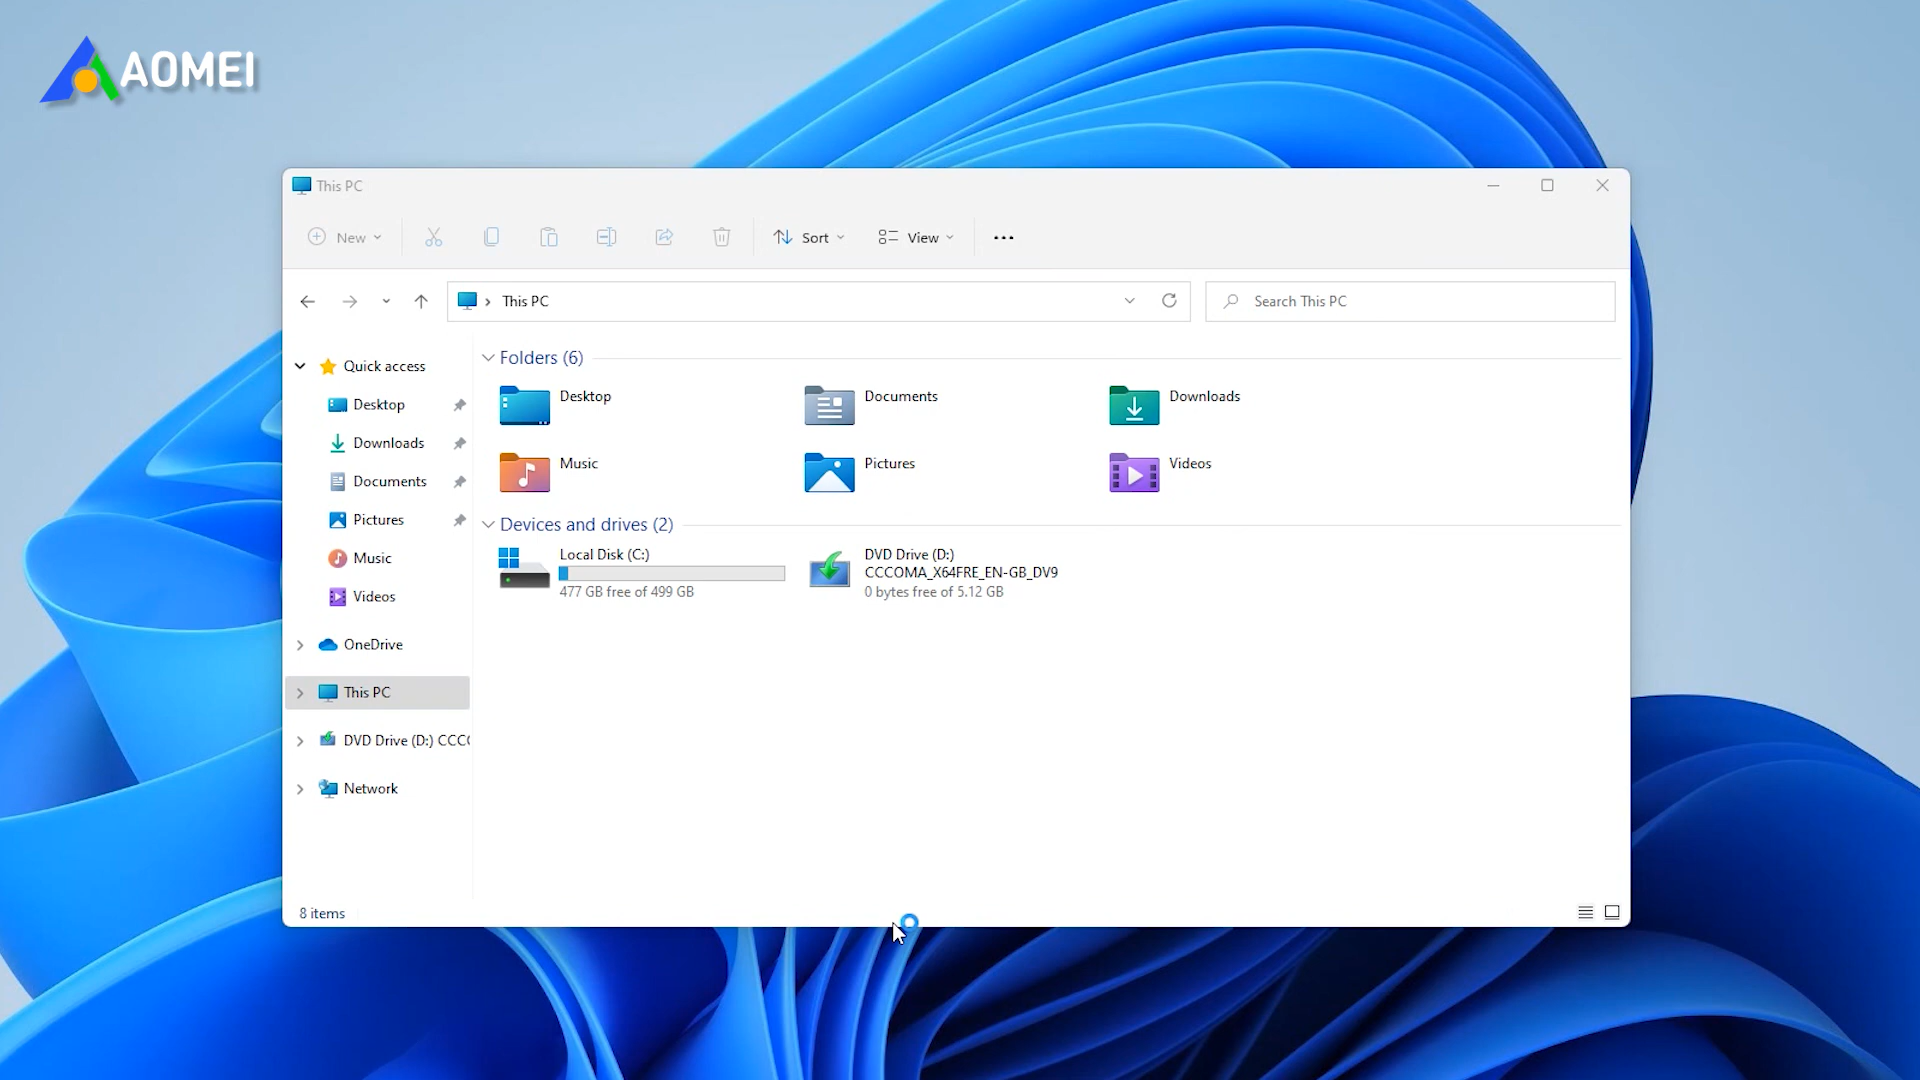 AOMEI
This PC
New
Sort
View
This PC
Search This PC
Quick access
Desktop
Downloads
Documents
Pictures
Music
Videos
OneDrive
This PC
DVD Drive (D:) CCC
Network
Folders (6)
Desktop
Documents
Downloads
Music
Pictures
Videos
Devices and drives (2)
Local Disk (C:)
477 GB free of 499 GB
DVD Drive (D:)
CCCOMA_X64FRE_EN-GB_DV9
0 bytes free of 5.12 GB
8 items